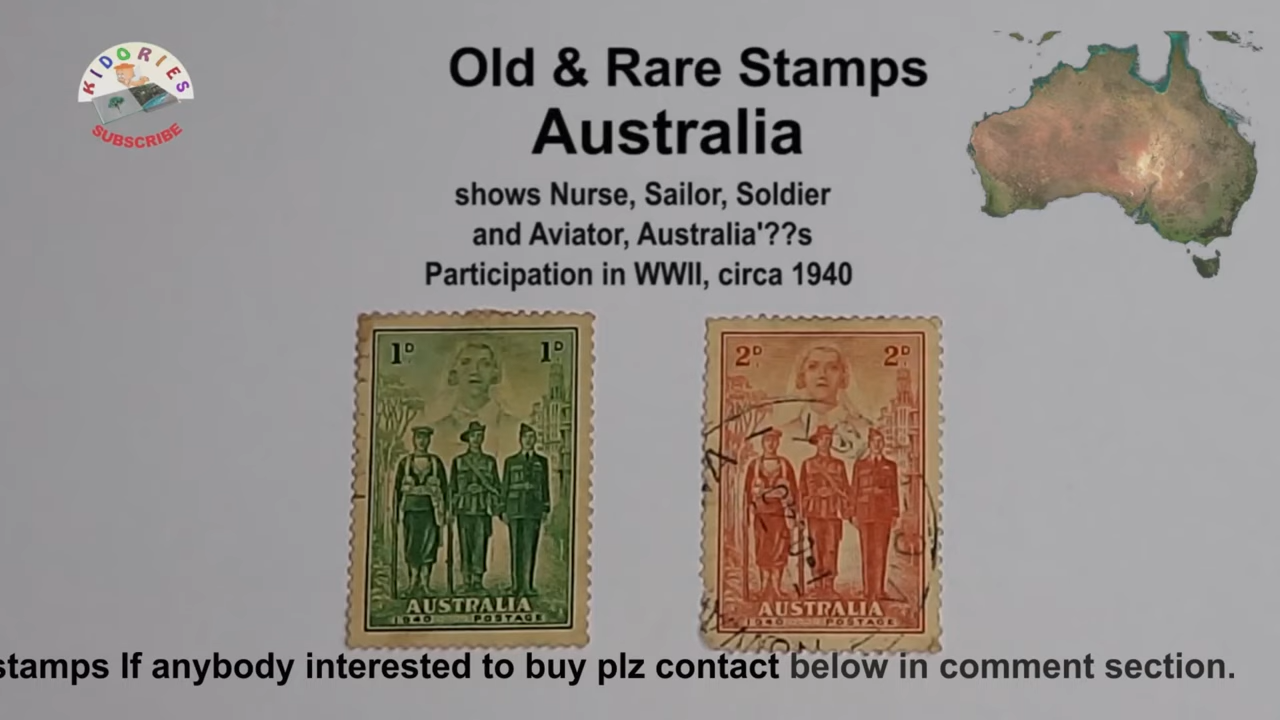 KIDORIES
SUBSCRIBE
Old & Rare Stamps
Australia
shows Nurse, Sailor, Soldier
and Aviator, Australia'??s
Participation in WWII, circa 1940
1D 1D
AUSTRALIA
1940 POSTAGE
2D 2D
AUSTRALIA
1940 POSTAGE
stamps If anybody interested to buy plz contact below in comment section.